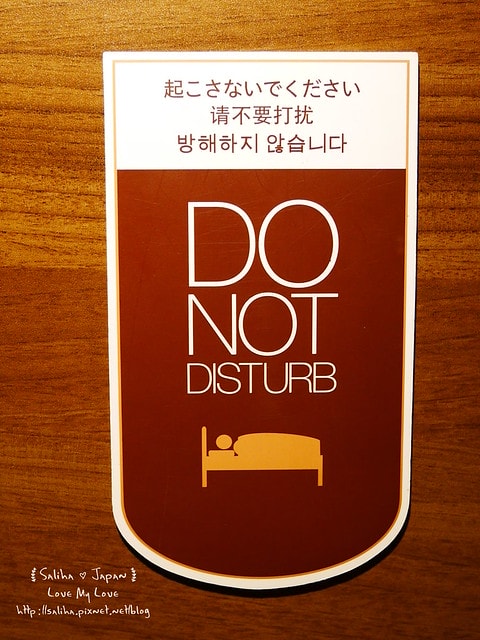 起こさないでください
请不要打扰
방해하지 않습니다
DO
NOT
DISTURB
Saliha ♡ Japan
Love My Love
http://saliha.pixnet.net/blog